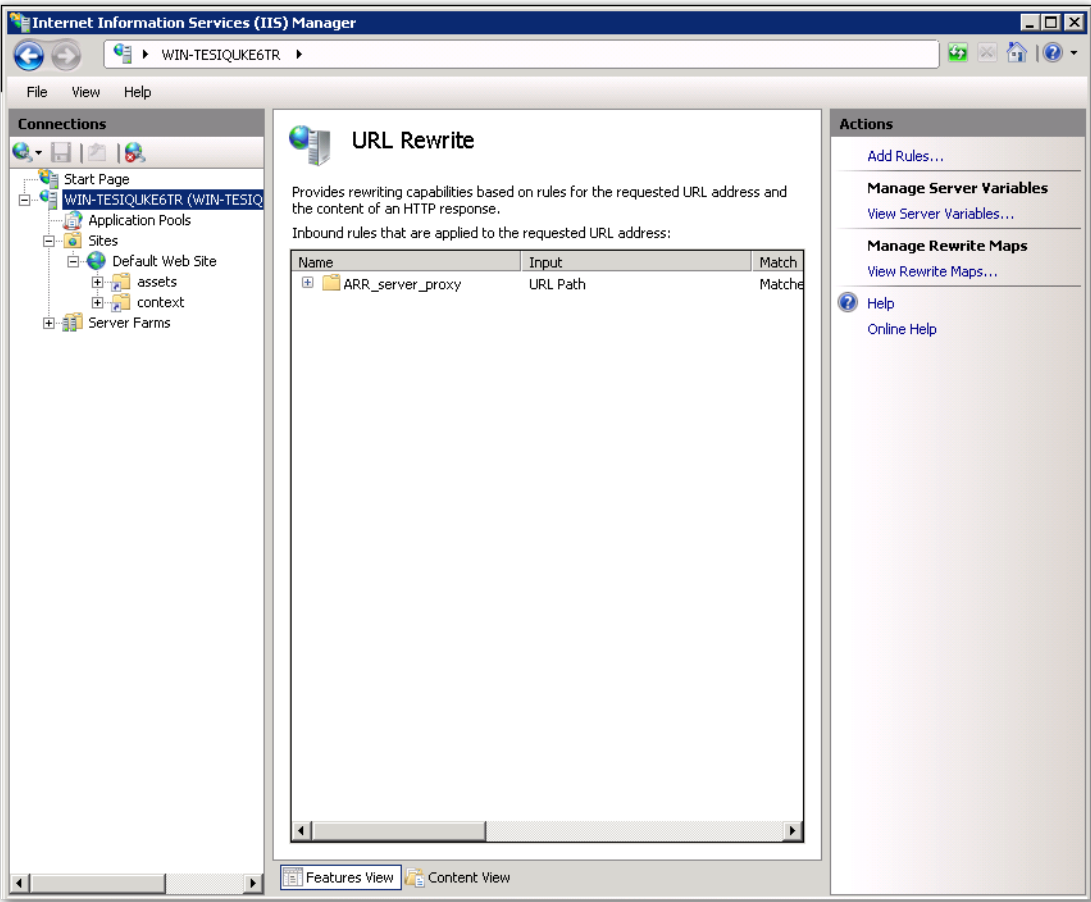 Internet Information Services (IIS) Manager
WIN-TESIQUKE6TR
File View Help
Connections
Start Page
WIN-TESIQUKE6TR (WIN-TESIQ
Application Pools
Sites
Default Web Site
assets
context
Server Farms
URL Rewrite
Provides rewriting capabilities based on rules for the requested URL address and
the content of an HTTP response.
Inbound rules that are applied to the requested URL address:
Name Input Match
ARR_server_proxy URL Path Matche
Features View Content View
Actions
Add Rules...
Manage Server Variables
View Server Variables...
Manage Rewrite Maps
View Rewrite Maps...
Help
Online Help